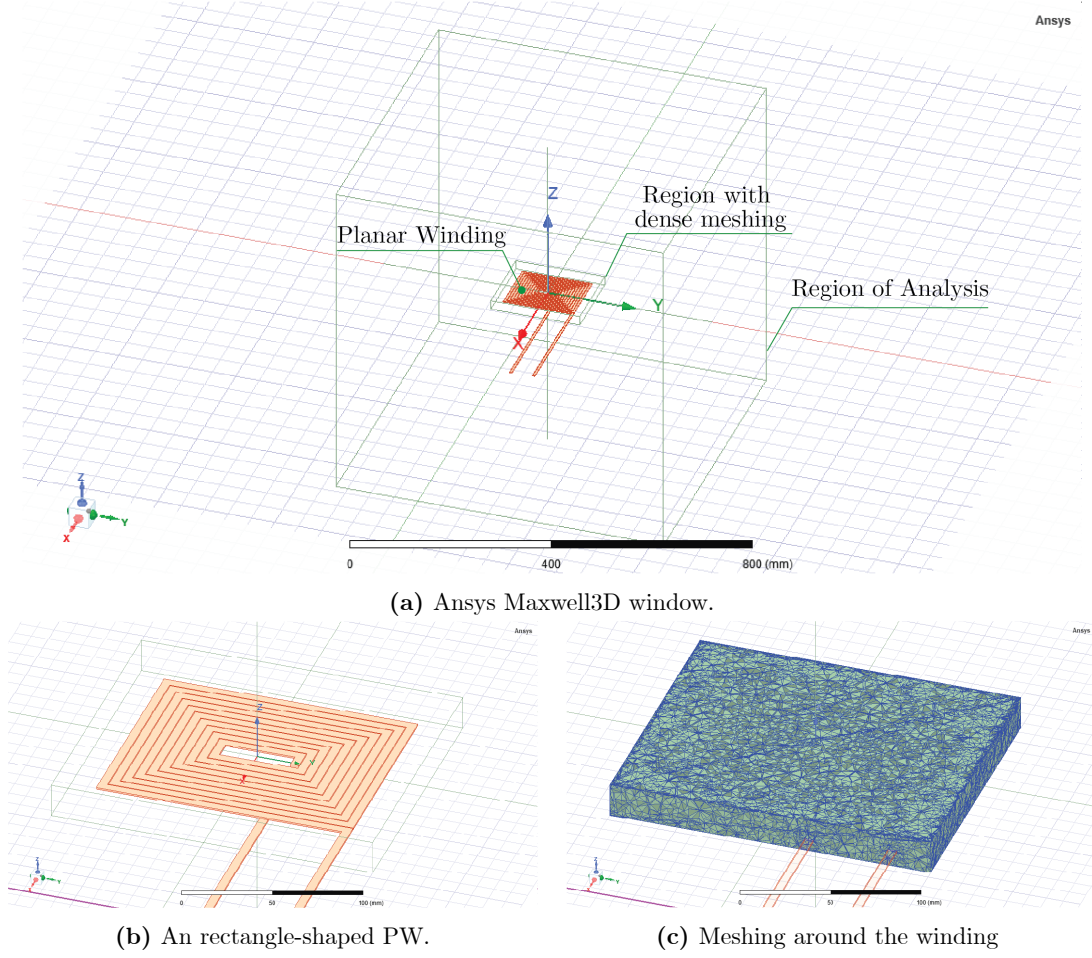 Ansys
Z
Region with
dense meshing
Planar Winding
Region of Analysis
Y
X
Z
Y
X
0
400
800 (mm)
(a) Ansys Maxwell3D window.
Ansys
Z
Y
X
Z
Y
X
0
50
100 (mm)
(b) An rectangle-shaped PW.
Ansys
Z
Y
X
0
50
100 (mm)
(c) Meshing around the winding